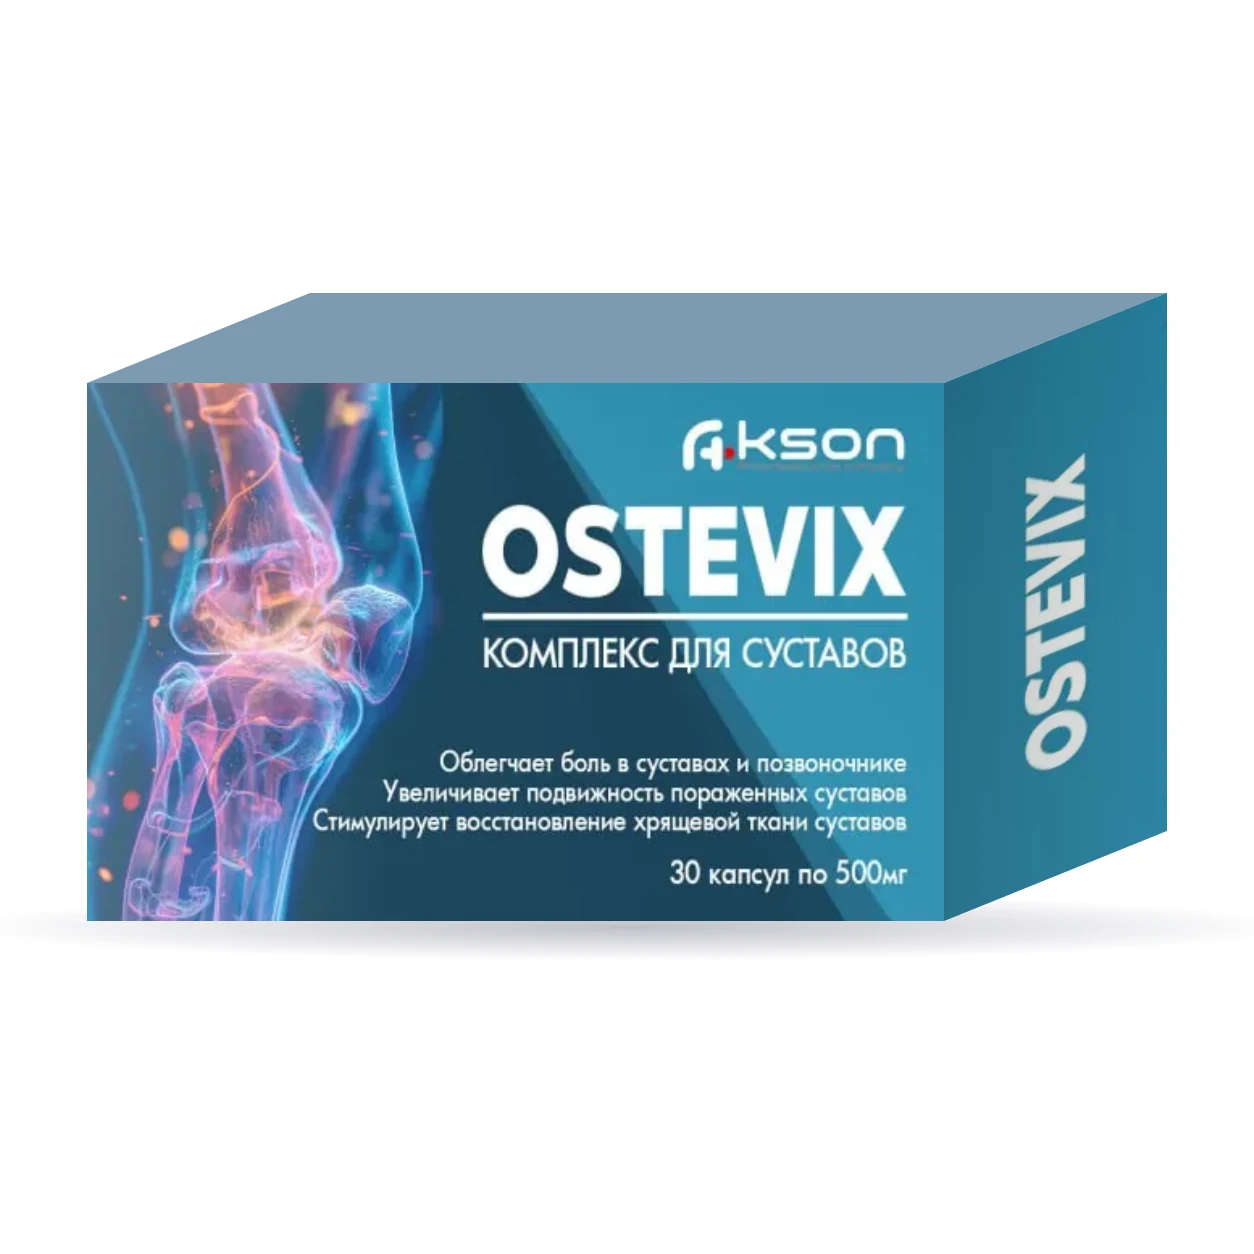 Akson
OSTEVIX
КОМПЛЕКС ДЛЯ СУСТАВОВ
Облегчает боль в суставах и позвоночнике
Увеличивает подвижность пораженных суставов
Стимулирует восстановление хрящевой ткани суставов
30 капсул по 500мг
OSTEVIX